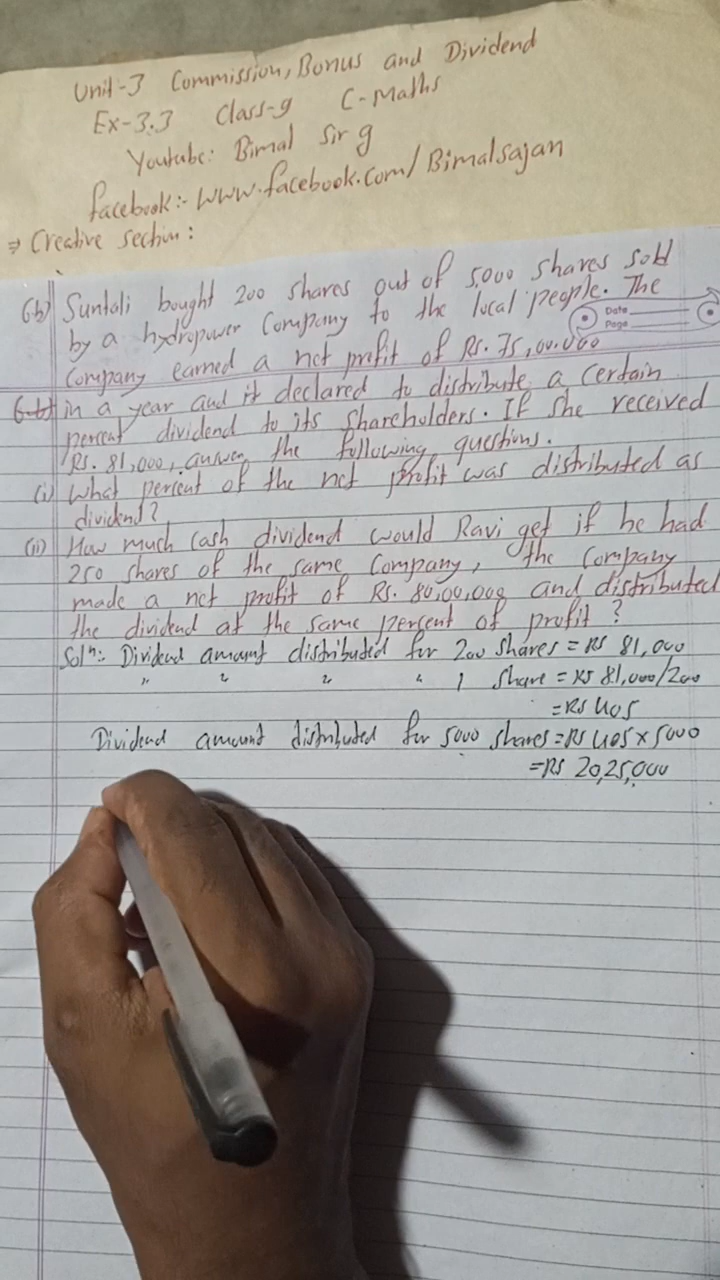 Unit-3 Commission, Bonus and Dividend
Ex-3.3 Class-9 C-Maths
Youtube: Bimal Sir g
facebook:- www.facebook.com/Bimalsajan
⇒ Creative section:
6b) Suntali bought 200 shares out of 5,000 shares sold
by a hydropower Company to the local people. The
Date
Page
Company earned a net profit of Rs. 75,00,000
in a year and it declared to distribute a certain
percent dividend to its shareholders. If she received
Rs. 81,000, answer the following questions.
(i) What percent of the net profit was distributed as
dividend?
(ii) How much cash dividend would Ravi get if he had
250 shares of the same Company, the Company
made a net profit of Rs. 80,00,000 and distributed
the dividend at the same percent of profit?
Solⁿ: Dividend amount distributed for 200 shares = RS 81,000
" " " " 1 share = RS 81,000/200
= RS 405
Dividend amount distributed for 5000 shares = RS 405 × 5000
= RS 20,25,000